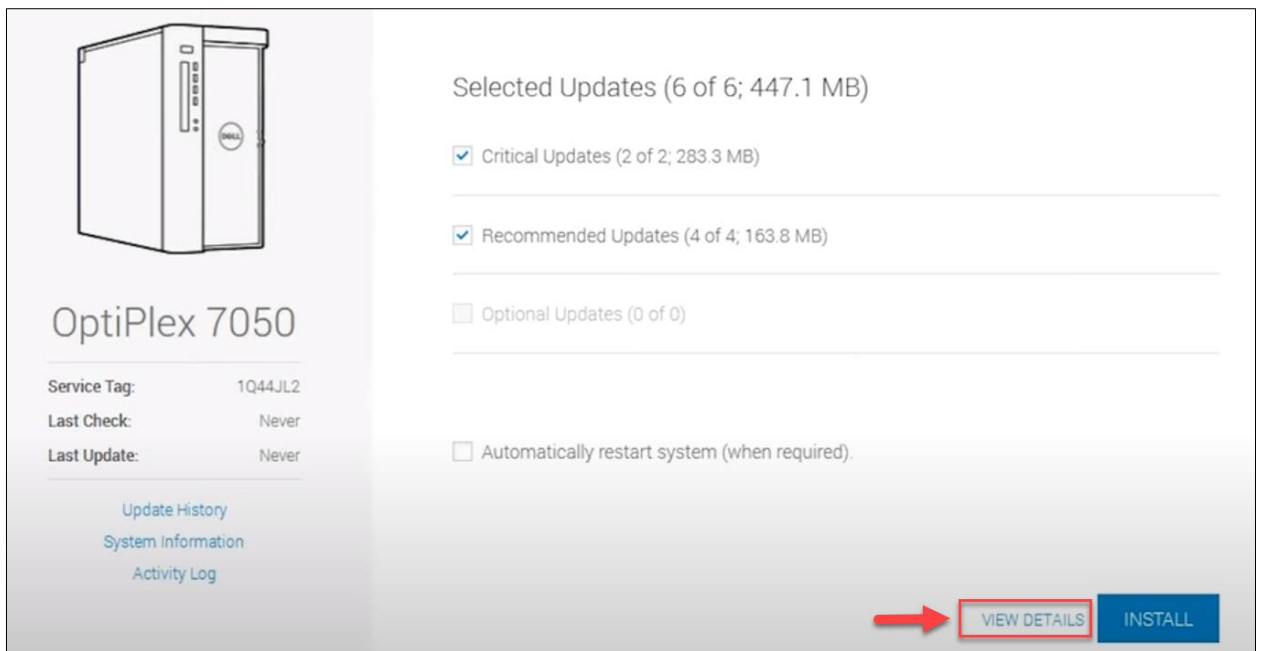 DELL
OptiPlex 7050
Service Tag: 1Q44JL2
Last Check: Never
Last Update: Never
Update History
System Information
Activity Log
Selected Updates (6 of 6; 447.1 MB)
Critical Updates (2 of 2; 283.3 MB)
Recommended Updates (4 of 4; 163.8 MB)
Optional Updates (0 of 0)
Automatically restart system (when required).
VIEW DETAILS
INSTALL